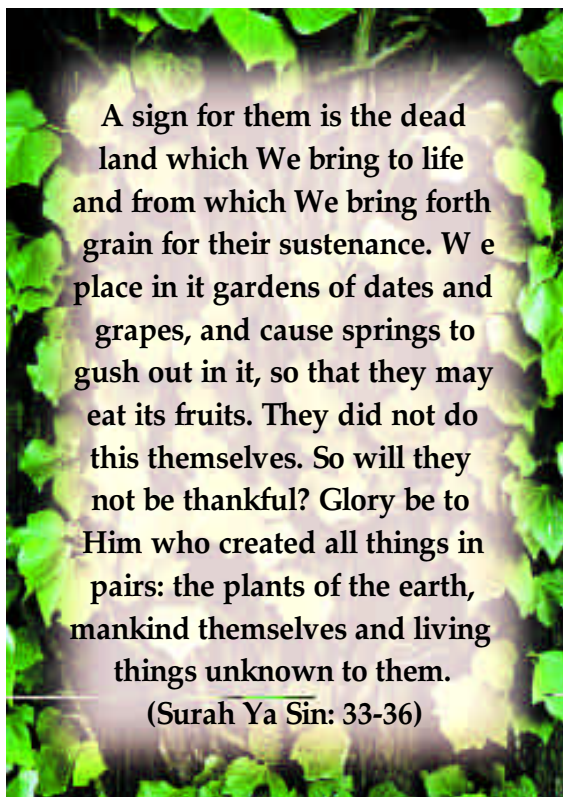 A sign for them is the dead
land which We bring to life
and from which We bring forth
grain for their sustenance. W e
place in it gardens of dates and
grapes, and cause springs to
gush out in it, so that they may
eat its fruits. They did not do
this themselves. So will they
not be thankful? Glory be to
Him who created all things in
pairs: the plants of the earth,
mankind themselves and living
things unknown to them.
(Surah Ya Sin: 33-36)